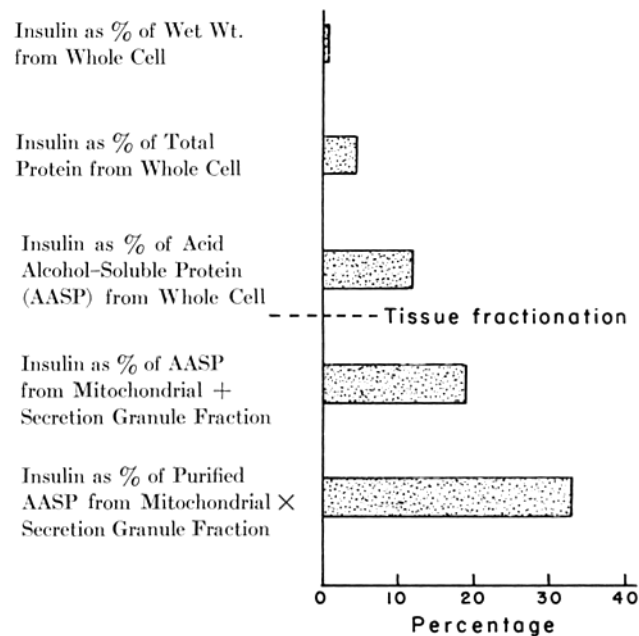 Insulin as % of Wet Wt.
from Whole Cell
Insulin as % of Total
Protein from Whole Cell
Insulin as % of Acid
Alcohol–Soluble Protein
(AASP) from Whole Cell
Tissue fractionation
Insulin as % of AASP
from Mitochondrial +
Secretion Granule Fraction
Insulin as % of Purified
AASP from Mitochondrial ×
Secretion Granule Fraction
0 10 20 30 40
Percentage